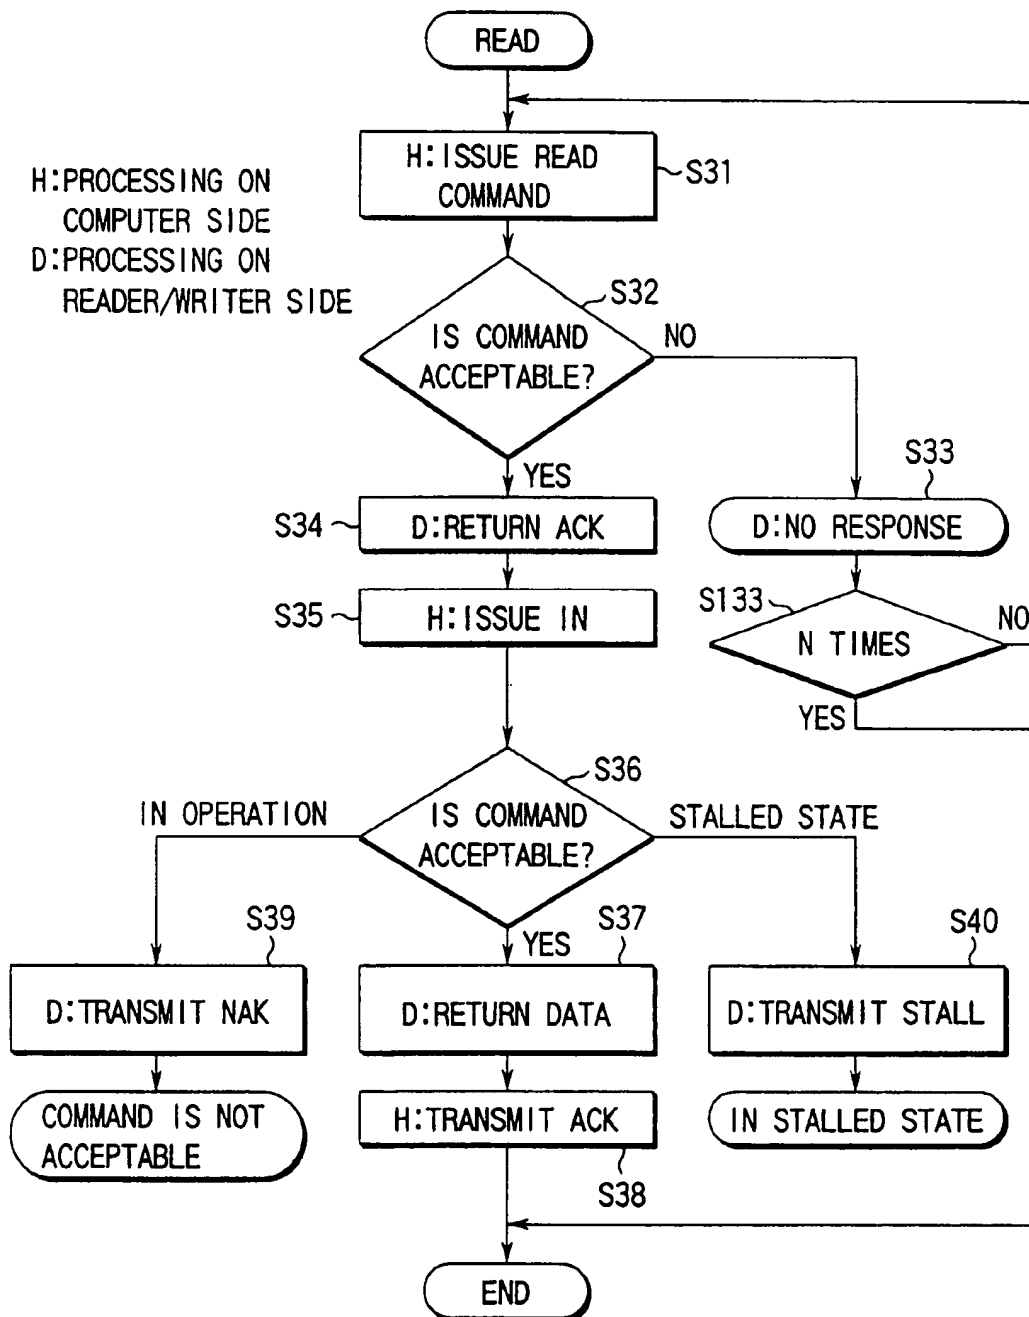 READ
H:ISSUE READ
COMMAND
S31
H:PROCESSING ON
COMPUTER SIDE
D:PROCESSING ON
READER/WRITER SIDE
S32
IS COMMAND
ACCEPTABLE?
NO
YES
S33
S34
D:RETURN ACK
D:NO RESPONSE
S35
H:ISSUE IN
S133
N TIMES
NO
YES
S36
IN OPERATION
IS COMMAND
ACCEPTABLE?
STALLED STATE
YES
S39
S37
S40
D:TRANSMIT NAK
D:RETURN DATA
D:TRANSMIT STALL
COMMAND IS NOT
ACCEPTABLE
H:TRANSMIT ACK
IN STALLED STATE
S38
END